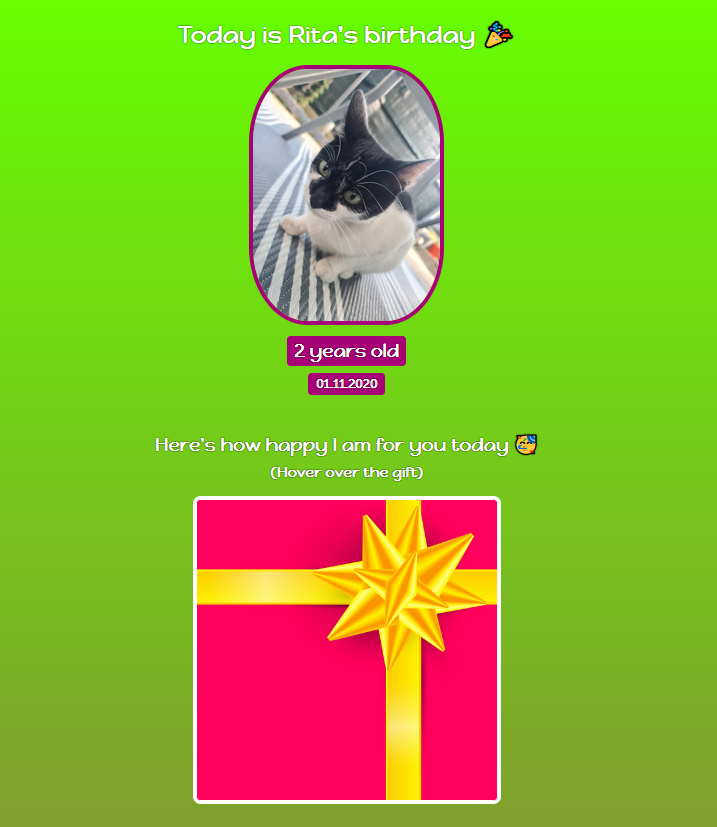 Today is Rita's birthday 🎉
2 years old
01.11.2020
Here's how happy I am for you today 🥳
(Hover over the gift)